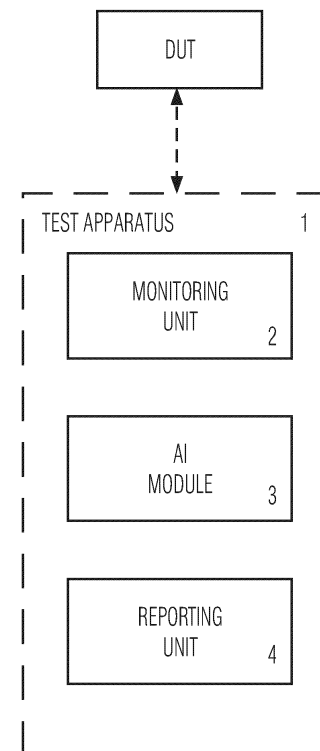 DUT
TEST APPARATUS 1
MONITORING
UNIT
2
AI
MODULE
3
REPORTING
UNIT
4